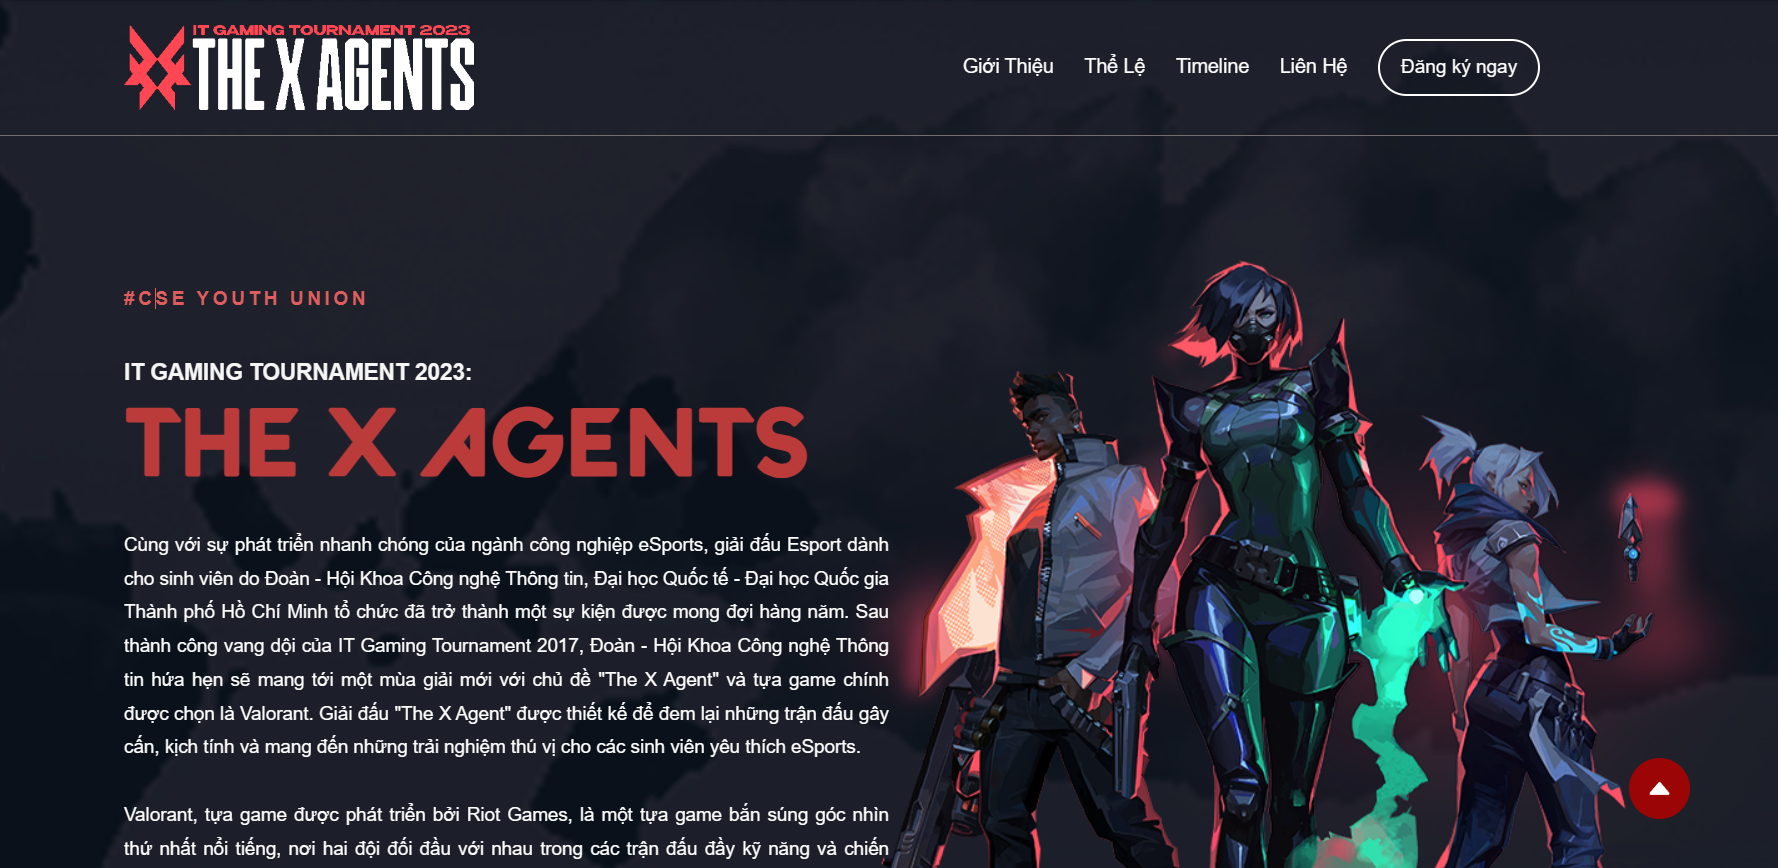 IT GAMING TOURNAMENT 2023
THE X AGENTS
Giới Thiệu
Thể Lệ
Timeline
Liên Hệ
Đăng ký ngay
#CSE YOUTH UNION
IT GAMING TOURNAMENT 2023:
THE X AGENTS
Cùng với sự phát triển nhanh chóng của ngành công nghiệp eSports, giải đấu Esport dành
cho sinh viên do Đoàn - Hội Khoa Công nghệ Thông tin, Đại học Quốc tế - Đại học Quốc gia
Thành phố Hồ Chí Minh tổ chức đã trở thành một sự kiện được mong đợi hàng năm. Sau
thành công vang dội của IT Gaming Tournament 2017, Đoàn - Hội Khoa Công nghệ Thông
tin hứa hẹn sẽ mang tới một mùa giải mới với chủ đề "The X Agent" và tựa game chính
được chọn là Valorant. Giải đấu "The X Agent" được thiết kế để đem lại những trận đấu gây
cấn, kịch tính và mang đến những trải nghiệm thú vị cho các sinh viên yêu thích eSports.
Valorant, tựa game được phát triển bởi Riot Games, là một tựa game bắn súng góc nhìn
thứ nhất nổi tiếng, nơi hai đội đối đầu với nhau trong các trận đấu đầy kỹ năng và chiến